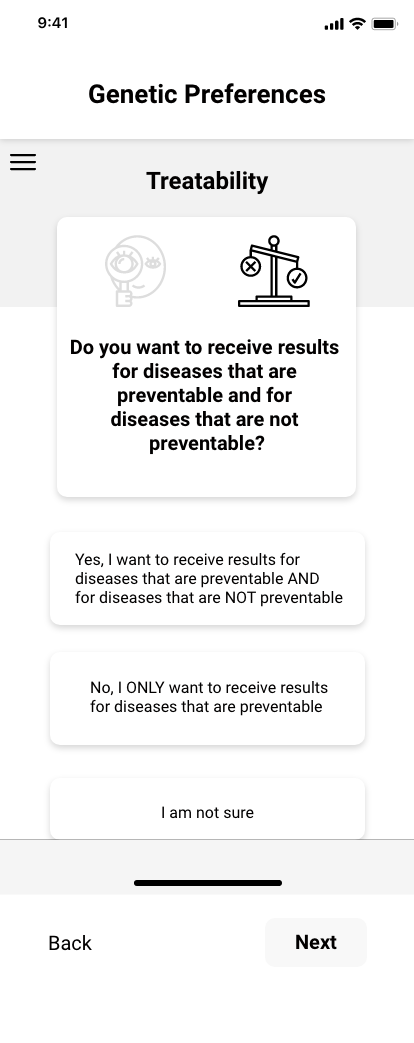 9:41
Genetic Preferences
Treatability
Do you want to receive results
for diseases that are
preventable and for
diseases that are not
preventable?
Yes, I want to receive results for
diseases that are preventable AND
for diseases that are NOT preventable
No, I ONLY want to receive results
for diseases that are preventable
I am not sure
Back
Next